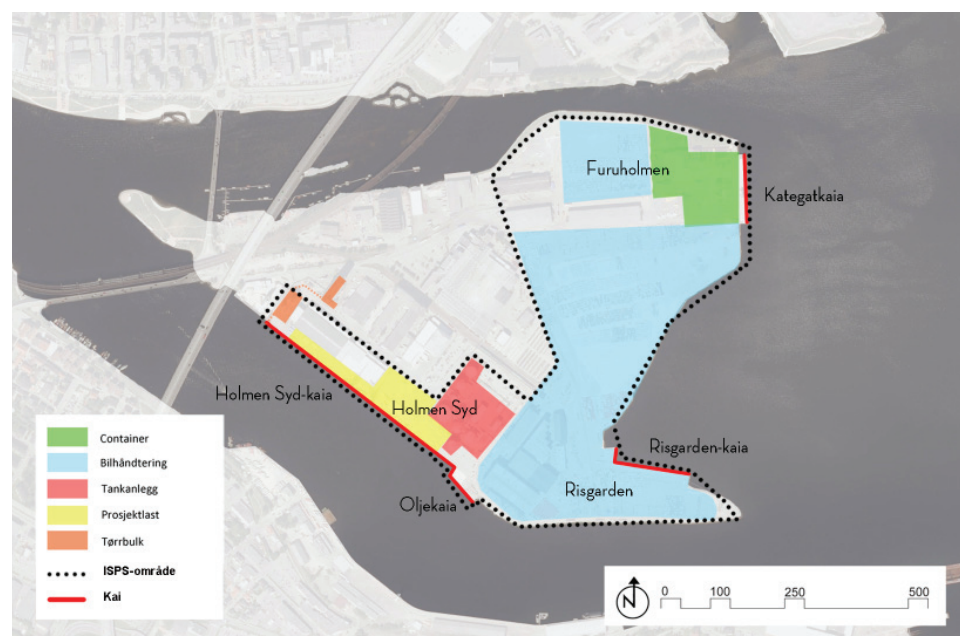 Furuholmen
Kategatkaia
Holmen Syd-kaia
Holmen Syd
Risgarden-kaia
Oljekaia
Risgarden
Container
Bilhåndtering
Tankanlegg
Prosjektlast
Tørrbulk
ISPS-område
Kai
N
0 100 250 500